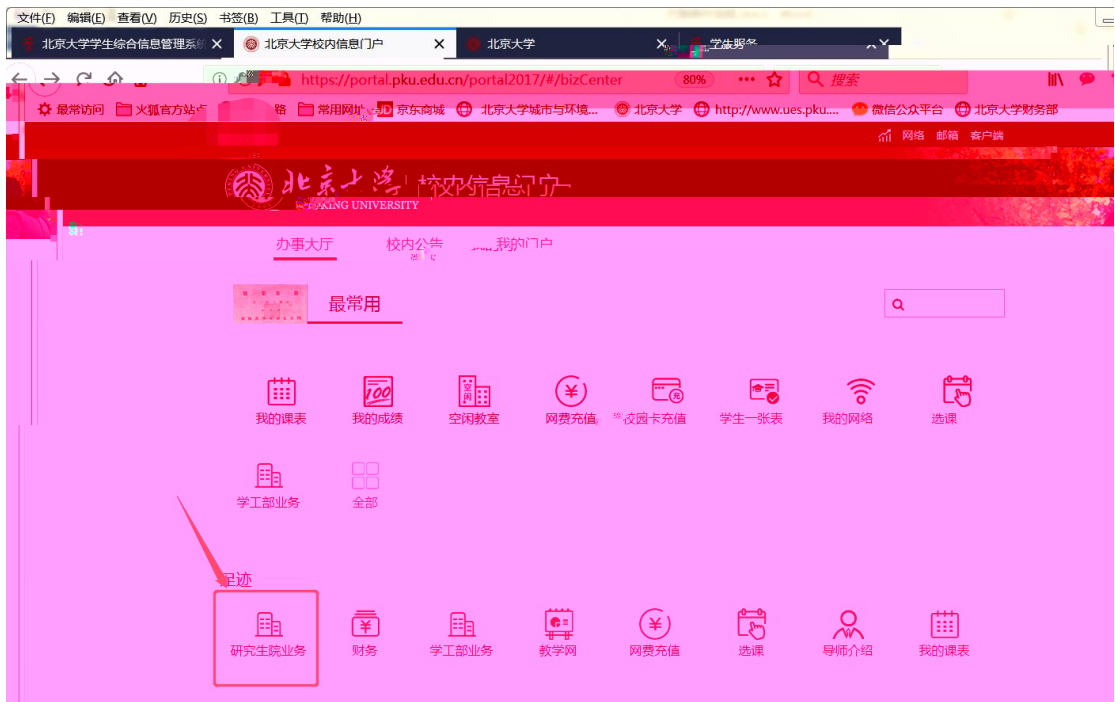 文件(F) 编辑(E) 查看(V) 历史(S) 书签(B) 工具(T) 帮助(H)
北京大学学生综合信息管理系统 北京大学校内信息门户 北京大学
https://portal.pku.edu.cn/portal2017/#/bizCenter 80% 搜索
最常访问 火狐官方站点 常用网址 JD 京东商城 北京大学城市与环境... 北京大学 http://www.ues.pku.... 微信公众平台 北京大学财务部
网络 邮箱 客户端
北京大学 校内信息门户
PEKING UNIVERSITY
办事大厅 校内公告 我的门户
最常用
我的课表 我的成绩 空闲教室 网费充值 校园卡充值 学生一张表 我的网络 选课
学工部业务 全部
足迹
研究生院业务 财务 学工部业务 教学网 网费充值 选课 导师介绍 我的课表